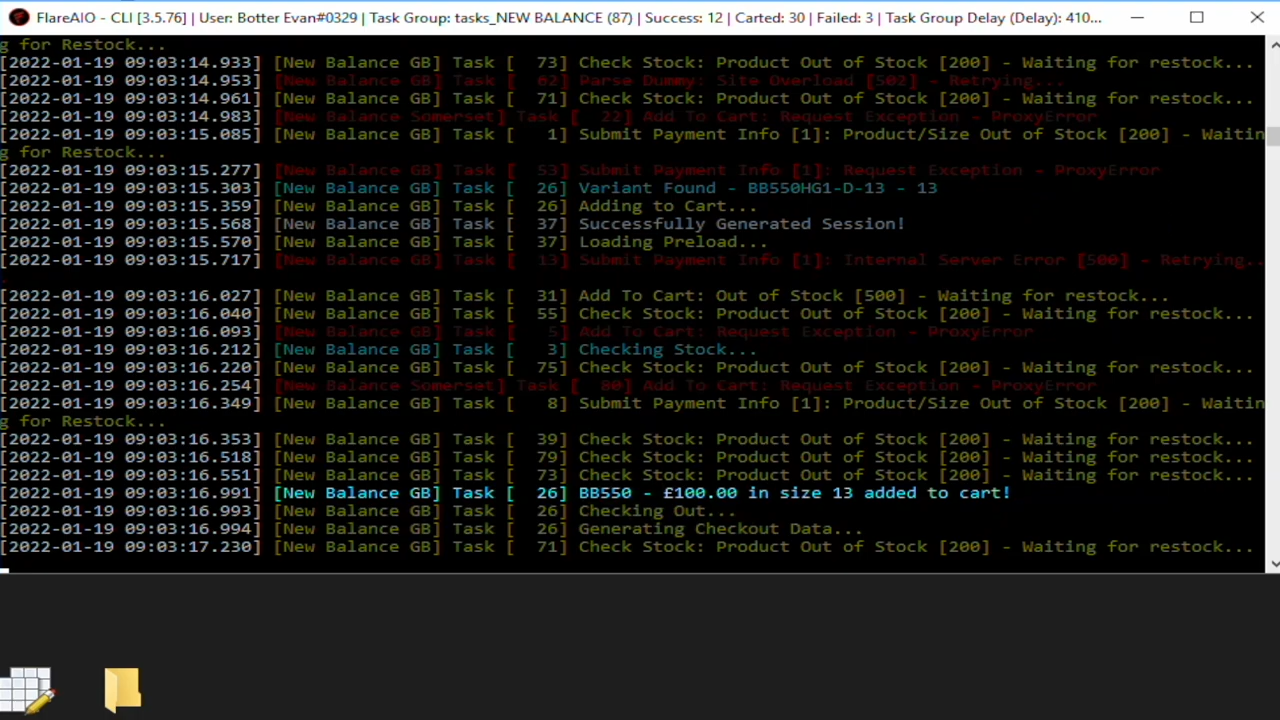 FlareAIO - CLI [3.5.76] | User: Botter Evan#0329 | Task Group: tasks_NEW BALANCE (87) | Success: 12 | Carted: 30 | Failed: 3 | Task Group Delay (Delay): 410...
g for Restock...
[2022-01-19 09:03:14.933] [New Balance GB] Task [  73] Check Stock: Product Out of Stock [200] - Waiting for restock...
[2022-01-19 09:03:14.953] [New Balance GB] Task [  62] Parse Dummy: Site Overload [502] - Retrying...
[2022-01-19 09:03:14.961] [New Balance GB] Task [  71] Check Stock: Product Out of Stock [200] - Waiting for restock...
[2022-01-19 09:03:14.983] [New Balance Somerset] Task [  22] Add To Cart: Request Exception - ProxyError
[2022-01-19 09:03:15.085] [New Balance GB] Task [   1] Submit Payment Info [1]: Product/Size Out of Stock [200] - Waitin
g for Restock...
[2022-01-19 09:03:15.277] [New Balance GB] Task [  53] Submit Payment Info [1]: Request Exception - ProxyError
[2022-01-19 09:03:15.303] [New Balance GB] Task [  26] Variant Found - BB550HG1-D-13 - 13
[2022-01-19 09:03:15.359] [New Balance GB] Task [  26] Adding to Cart...
[2022-01-19 09:03:15.568] [New Balance GB] Task [  37] Successfully Generated Session!
[2022-01-19 09:03:15.570] [New Balance GB] Task [  37] Loading Preload...
[2022-01-19 09:03:15.717] [New Balance GB] Task [  13] Submit Payment Info [1]: Internal Server Error [500] - Retrying..
.
[2022-01-19 09:03:16.027] [New Balance GB] Task [  31] Add To Cart: Out of Stock [500] - Waiting for restock...
[2022-01-19 09:03:16.040] [New Balance GB] Task [  55] Check Stock: Product Out of Stock [200] - Waiting for restock...
[2022-01-19 09:03:16.093] [New Balance GB] Task [   5] Add To Cart: Request Exception - ProxyError
[2022-01-19 09:03:16.212] [New Balance GB] Task [   3] Checking Stock...
[2022-01-19 09:03:16.220] [New Balance GB] Task [  75] Check Stock: Product Out of Stock [200] - Waiting for restock...
[2022-01-19 09:03:16.254] [New Balance Somerset] Task [  80] Add To Cart: Request Exception - ProxyError
[2022-01-19 09:03:16.349] [New Balance GB] Task [   8] Submit Payment Info [1]: Product/Size Out of Stock [200] - Waitin
g for Restock...
[2022-01-19 09:03:16.353] [New Balance GB] Task [  39] Check Stock: Product Out of Stock [200] - Waiting for restock...
[2022-01-19 09:03:16.518] [New Balance GB] Task [  79] Check Stock: Product Out of Stock [200] - Waiting for restock...
[2022-01-19 09:03:16.551] [New Balance GB] Task [  73] Check Stock: Product Out of Stock [200] - Waiting for restock...
[2022-01-19 09:03:16.991] [New Balance GB] Task [  26] BB550 - £100.00 in size 13 added to cart!
[2022-01-19 09:03:16.993] [New Balance GB] Task [  26] Checking Out...
[2022-01-19 09:03:16.994] [New Balance GB] Task [  26] Generating Checkout Data...
[2022-01-19 09:03:17.230] [New Balance GB] Task [  71] Check Stock: Product Out of Stock [200] - Waiting for restock...